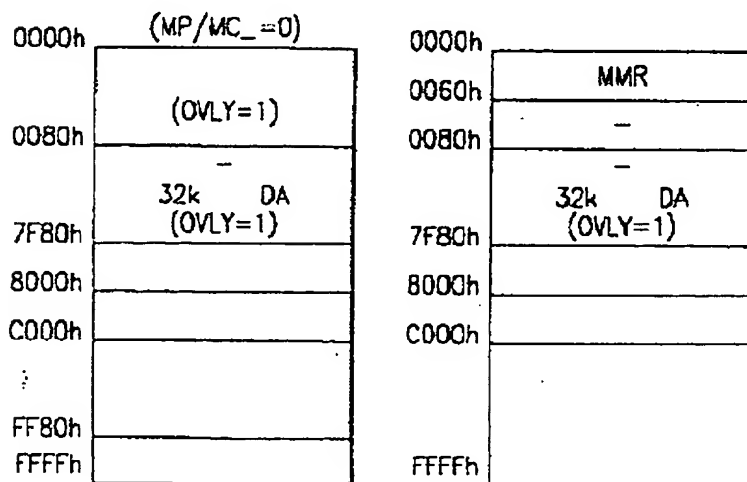 (MP/MC_=0)
0000h
(OVLY=1)
0080h
–
32k DA
(OVLY=1)
7F80h
8000h
C000h
FF80h
FFFFh
0000h
MMR
0060h
–
0080h
–
32k DA
(OVLY=1)
7F80h
8000h
C000h
FFFFh